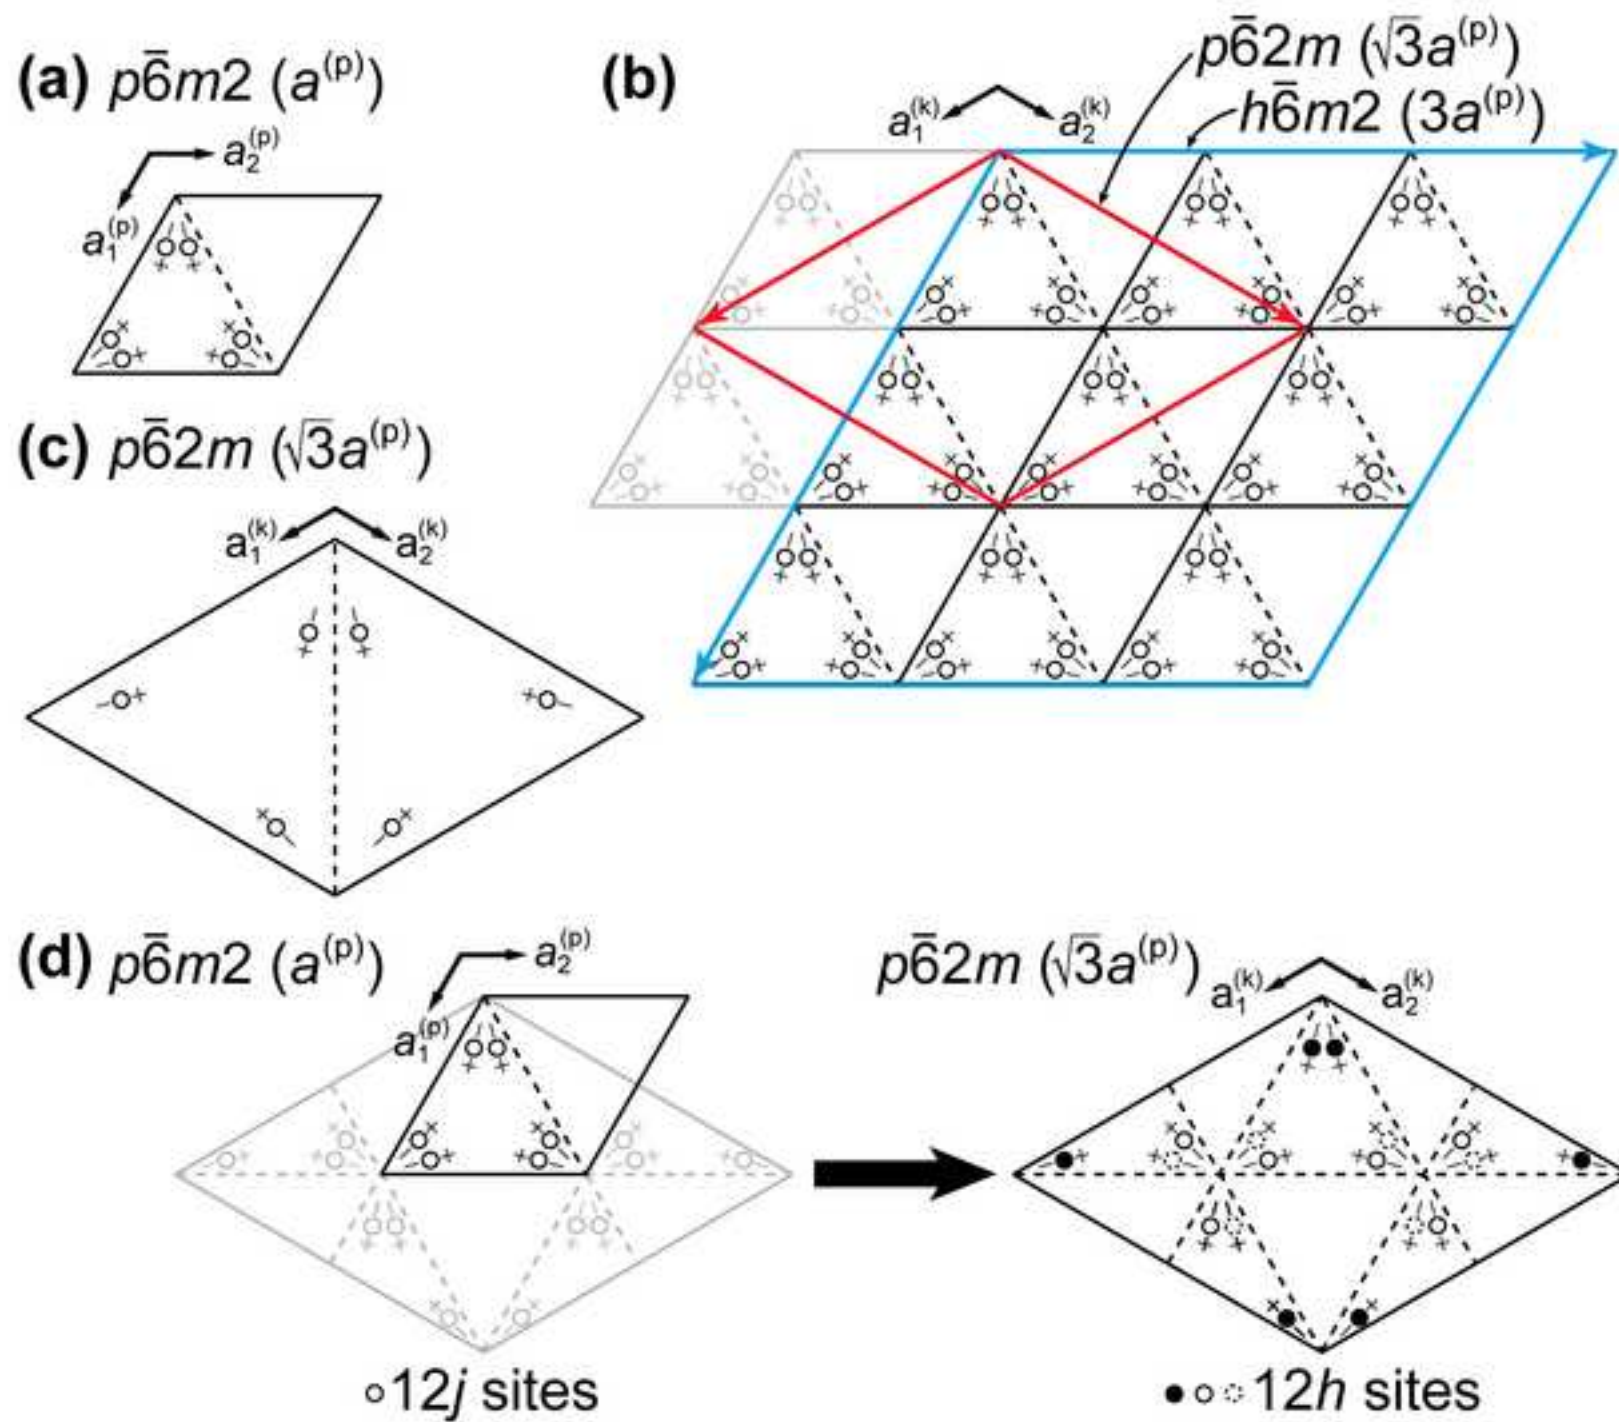 (a) p6̅m2 (a⁽ᵖ⁾)
a₂⁽ᵖ⁾
a₁⁽ᵖ⁾
(b)
p6̅2m (√3a⁽ᵖ⁾)
h6̅m2 (3a⁽ᵖ⁾)
a₁⁽ᵏ⁾ a₂⁽ᵏ⁾
(c) p6̅2m (√3a⁽ᵖ⁾)
a₁⁽ᵏ⁾ a₂⁽ᵏ⁾
(d) p6̅m2 (a⁽ᵖ⁾)
a₂⁽ᵖ⁾
a₁⁽ᵖ⁾
12j sites
p6̅2m (√3a⁽ᵖ⁾)
a₁⁽ᵏ⁾ a₂⁽ᵏ⁾
12h sites